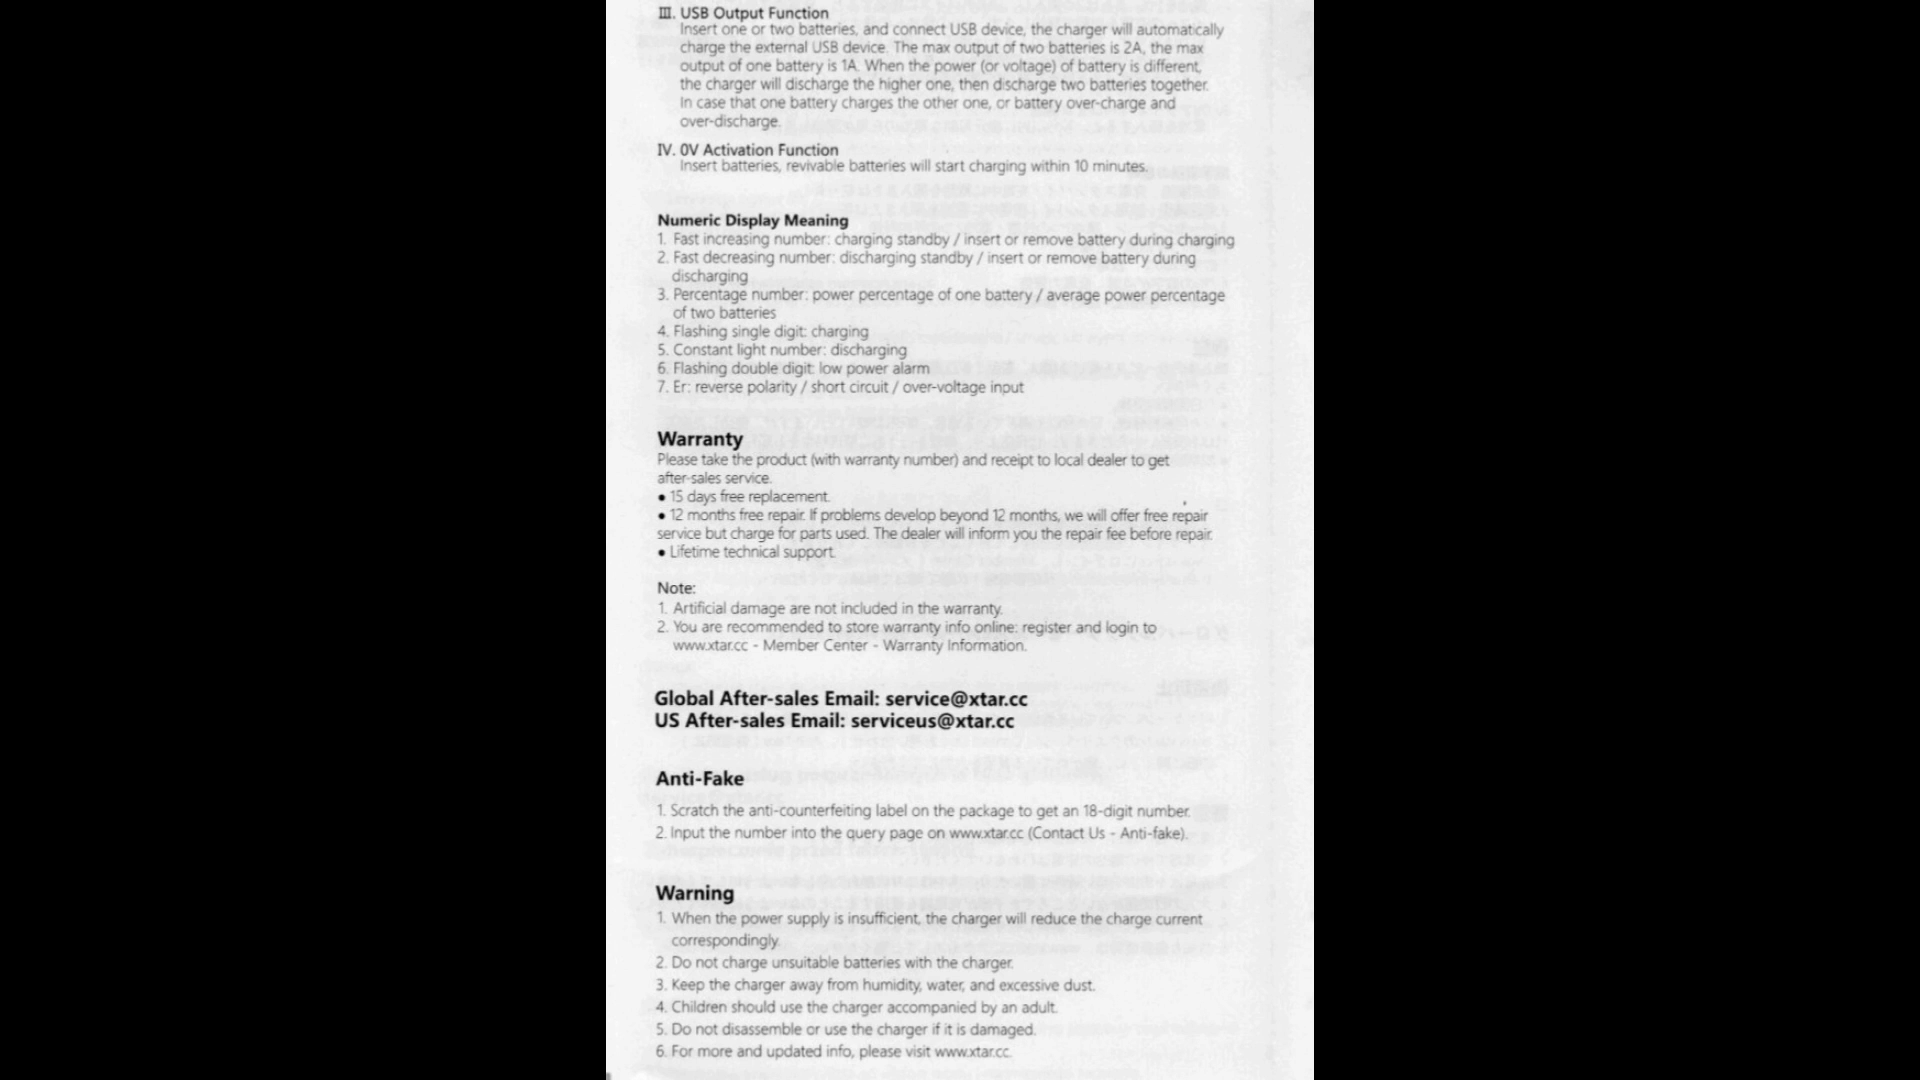 III. USB Output Function
Insert one or two batteries, and connect USB device, the charger will automatically
charge the external USB device. The max output of two batteries is 2A, the max
output of one battery is 1A. When the power (or voltage) of battery is different,
the charger will discharge the higher one, then discharge two batteries together.
In case that one battery charges the other one, or battery over-charge and
over-discharge.
IV. 0V Activation Function
Insert batteries, revivable batteries will start charging within 10 minutes.
Numeric Display Meaning
1. Fast increasing number: charging standby / insert or remove battery during charging
2. Fast decreasing number: discharging standby / insert or remove battery during
discharging
3. Percentage number: power percentage of one battery / average power percentage
of two batteries
4. Flashing single digit: charging
5. Constant light number: discharging
6. Flashing double digit: low power alarm
7. Er: reverse polarity / short circuit / over-voltage input
Warranty
Please take the product (with warranty number) and receipt to local dealer to get
after-sales service.
● 15 days free replacement.
● 12 months free repair. If problems develop beyond 12 months, we will offer free repair
service but charge for parts used. The dealer will inform you the repair fee before repair.
● Lifetime technical support.
Note:
1. Artificial damage are not included in the warranty.
2. You are recommended to store warranty info online: register and login to
www.xtar.cc - Member Center - Warranty Information.
Global After-sales Email: service@xtar.cc
US After-sales Email: serviceus@xtar.cc
Anti-Fake
1. Scratch the anti-counterfeiting label on the package to get an 18-digit number.
2. Input the number into the query page on www.xtar.cc (Contact Us - Anti-fake).
Warning
1. When the power supply is insufficient, the charger will reduce the charge current
correspondingly.
2. Do not charge unsuitable batteries with the charger.
3. Keep the charger away from humidity, water, and excessive dust.
4. Children should use the charger accompanied by an adult.
5. Do not disassemble or use the charger if it is damaged.
6. For more and updated info, please visit www.xtar.cc.